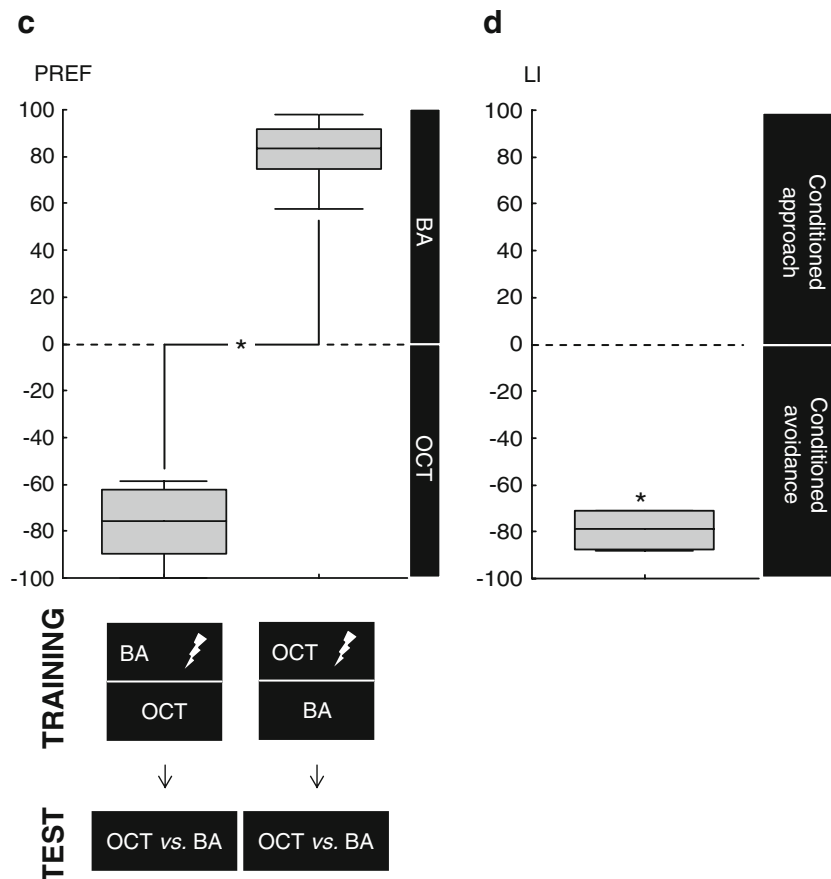 c
PREF
100
80
60
40
20
0
-20
-40
-60
-80
-100
*
BA
OCT
TRAINING
BA
OCT
OCT
BA
TEST
OCT vs. BA
OCT vs. BA
d
LI
100
80
60
40
20
0
-20
-40
-60
-80
-100
*
Conditioned
approach
Conditioned
avoidance